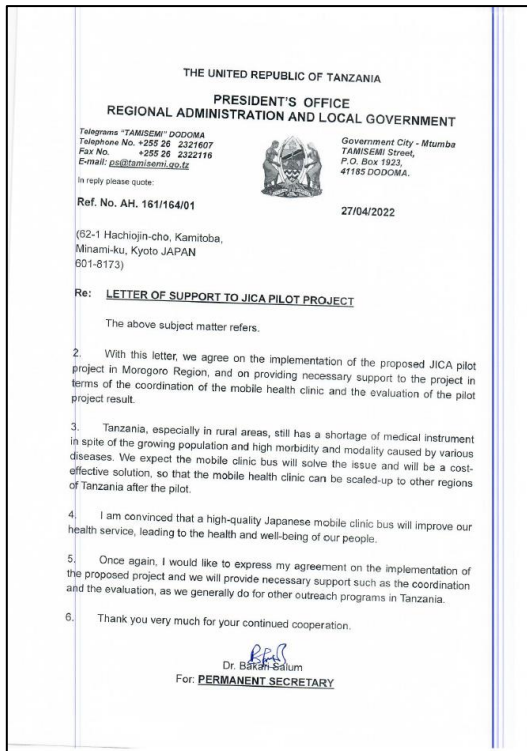 THE UNITED REPUBLIC OF TANZANIA
PRESIDENT'S OFFICE
REGIONAL ADMINISTRATION AND LOCAL GOVERNMENT
Telegrams "TAMISEMI" DODOMA
Telephone No. +255 26 2321607
Fax No. +255 26 2322116
E-mail: ps@tamisemi.go.tz
Government City - Mtumba
TAMISEMI Street,
P.O. Box 1923,
41185 DODOMA.
In reply please quote:
Ref. No. AH. 161/164/01
27/04/2022
(62-1 Hachiojin-cho, Kamitoba,
Minami-ku, Kyoto JAPAN
601-8173)
Re: LETTER OF SUPPORT TO JICA PILOT PROJECT
The above subject matter refers.
2. With this letter, we agree on the implementation of the proposed JICA pilot
project in Morogoro Region, and on providing necessary support to the project in
terms of the coordination of the mobile health clinic and the evaluation of the pilot
project result.
3. Tanzania, especially in rural areas, still has a shortage of medical instrument
in spite of the growing population and high morbidity and modality caused by various
diseases. We expect the mobile clinic bus will solve the issue and will be a cost-
effective solution, so that the mobile health clinic can be scaled-up to other regions
of Tanzania after the pilot.
4. I am convinced that a high-quality Japanese mobile clinic bus will improve our
health service, leading to the health and well-being of our people.
5. Once again, I would like to express my agreement on the implementation of
the proposed project and we will provide necessary support such as the coordination
and the evaluation, as we generally do for other outreach programs in Tanzania.
6. Thank you very much for your continued cooperation.
Dr. Bakari Salum
For: PERMANENT SECRETARY